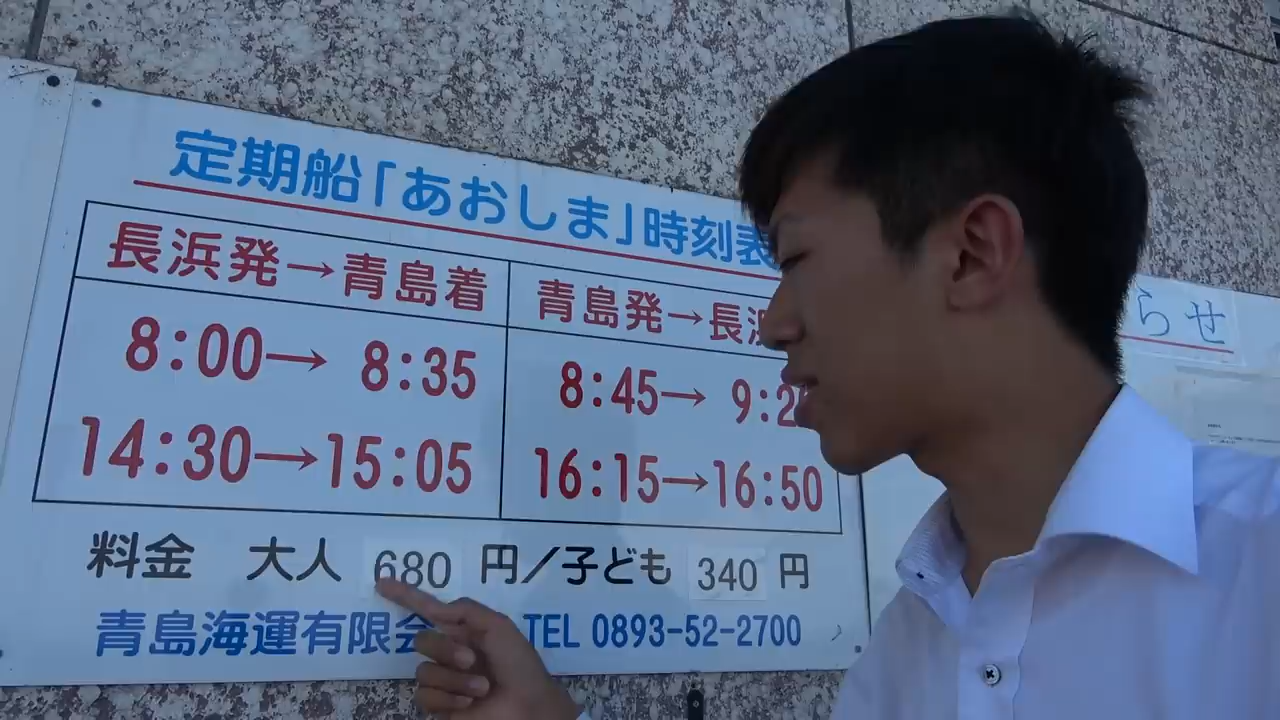 定期船「あおしま」時刻表
長浜発→青島着
青島発→長浜
8:00→ 8:35
8:45→ 9:2
14:30→15:05
16:15→16:50
料金 大人 680 円/子ども 340 円
青島海運有限会 TEL 0893-52-2700
らせ